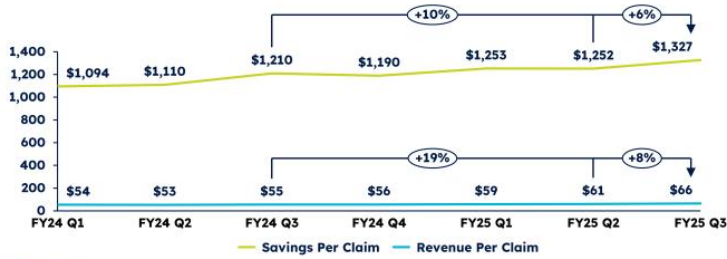 +10% +6%
1,400
$1,094 $1,110 $1,210 $1,190 $1,253 $1,252 $1,327
1,200
1,000
800
600
400
+19% +8%
200
$54 $53 $55 $56 $59 $61 $66
0
FY24 Q1 FY24 Q2 FY24 Q3 FY24 Q4 FY25 Q1 FY25 Q2 FY25 Q3
Savings Per Claim Revenue Per Claim